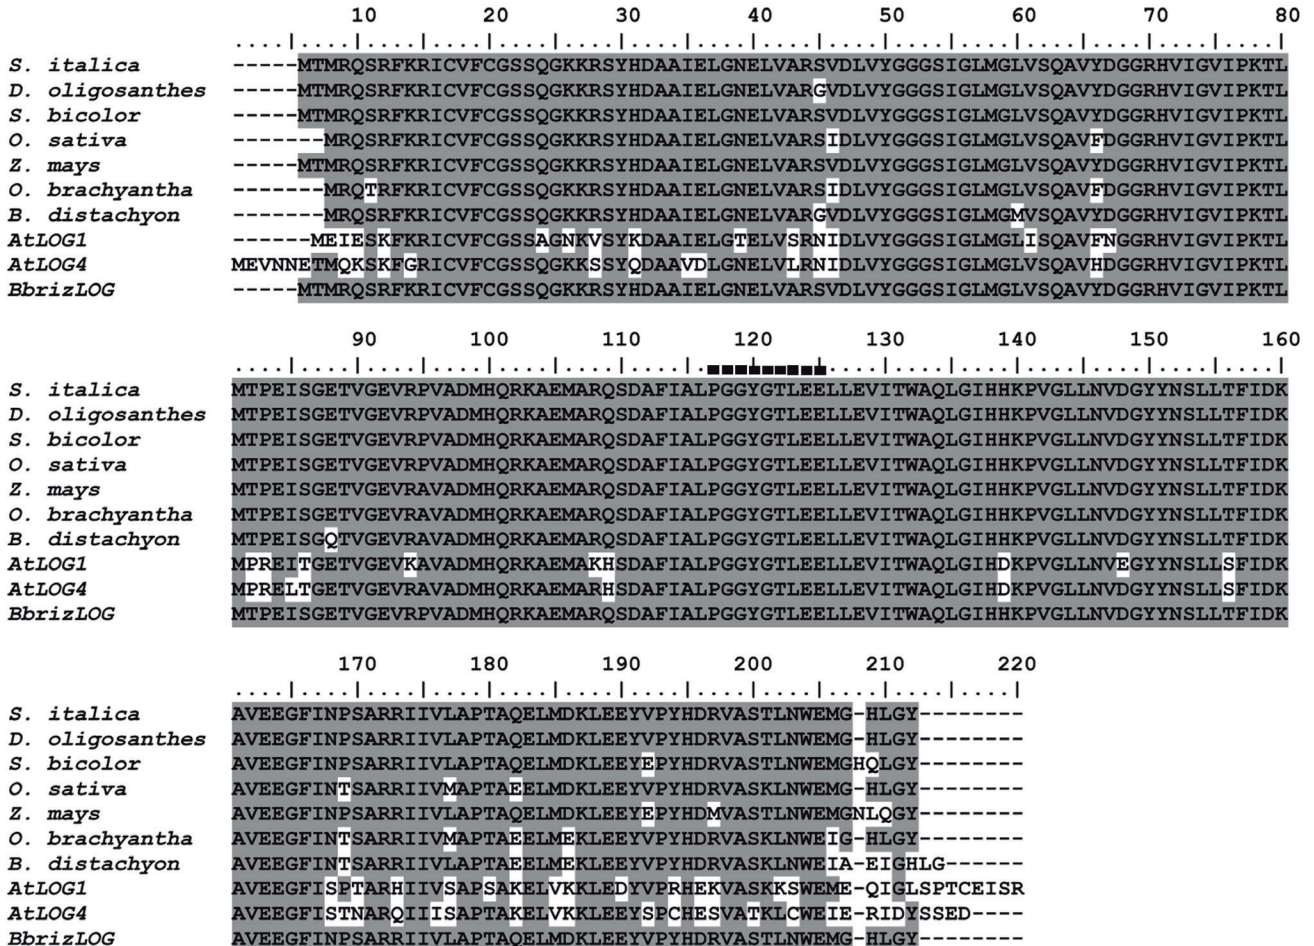 10 20 30 40 50 60 70 80
....|....|....|....|....|....|....|....|....|....|....|....|....|....|....|....|
S. italica -----MTMRQSRFKRICVFCGSSQGKKRSYHDAAIELGNELVARSVDLVYGGGSIGLMGLVSQAVYDGGRHVIGVIPKTL
D. oligosanthes -----MTMRQSRFKRICVFCGSSQGKKRSYHDAAIELGNELVARGVDLVYGGGSIGLMGLVSQAVYDGGRHVIGVIPKTL
S. bicolor -----MTMRQSRFKRICVFCGSSQGKKRSYHDAAIELGNELVARSVDLVYGGGSIGLMGLVSQAVYDGGRHVIGVIPKTL
O. sativa -------MRQSRFKRICVFCGSSQGKKRSYHDAAIELGNELVARSIDLVYGGGSIGLMGLVSQAVFDGGRHVIGVIPKTL
Z. mays -----MTMRQSRFKRICVFCGSSQGKKRSYHDAAIELGNELVARSVDLVYGGGSIGLMGLVSQAVYDGGRHVIGVIPKTL
O. brachyantha -------MRQTRFKRICVFCGSSQGKKRSYHDAAIELGNELVARSIDLVYGGGSIGLMGLVSQAVFDGGRHVIGVIPKTL
B. distachyon -------MRQSRFKRICVFCGSSQGKKRSYHDAAIELGNELVARGVDLVYGGGSIGLMGMVSQAVYDGGRHVIGVIPKTL
AtLOG1 ------MEIESKFKRICVFCGSSAGNKVSYKDAAIELGTELVSRNIDLVYGGGSIGLMGLISQAVFNGGRHVIGVIPKTL
AtLOG4 MEVNNETMQKSKFGRICVFCGSSQGKKSSYQDAAVDLGNELVLRNIDLVYGGGSIGLMGLVSQAVHDGGRHVIGVIPKTL
BbrizLOG -----MTMRQSRFKRICVFCGSSQGKKRSYHDAAIELGNELVARSVDLVYGGGSIGLMGLVSQAVYDGGRHVIGVIPKTL
90 100 110 120 130 140 150 160
....|....|....|....|....|....|....|....|....|....|....|....|....|....|....|....|
S. italica MTPEISGETVGEVRPVADMHQRKAEMARQSDAFIALPGGYGTLEELLEVITWAQLGIHHKPVGLLNVDGYYNSLLTFIDK
D. oligosanthes MTPEISGETVGEVRPVADMHQRKAEMARQSDAFIALPGGYGTLEELLEVITWAQLGIHHKPVGLLNVDGYYNSLLTFIDK
S. bicolor MTPEISGETVGEVRPVADMHQRKAEMARQSDAFIALPGGYGTLEELLEVITWAQLGIHHKPVGLLNVDGYYNSLLTFIDK
O. sativa MTPEISGETVGEVRPVADMHQRKAEMARQSDAFIALPGGYGTLEELLEVITWAQLGIHHKPVGLLNVDGYYNSLLTFIDK
Z. mays MTPEISGETVGEVRAVADMHQRKAEMARQSDAFIALPGGYGTLEELLEVITWAQLGIHHKPVGLLNVDGYYNSLLTFIDK
O. brachyantha MTPEISGETVGEVRAVADMHQRKAEMARQSDAFIALPGGYGTLEELLEVITWAQLGIHHKPVGLLNVDGYYNSLLTFIDK
B. distachyon MTPEISGQTVGEVRAVADMHQRKAEMARQSDAFIALPGGYGTLEELLEVITWAQLGIHHKPVGLLNVDGYYNSLLTFIDK
AtLOG1 MPREITGETVGEVKAVADMHQRKAEMAKHSDAFIALPGGYGTLEELLEVITWAQLGIHDKPVGLLNVEGYYNSLLSFIDK
AtLOG4 MPRELTGETVGEVRAVADMHQRKAEMARHSDAFIALPGGYGTLEELLEVITWAQLGIHDKPVGLLNVDGYYNSLLSFIDK
BbrizLOG MTPEISGETVGEVRPVADMHQRKAEMARQSDAFIALPGGYGTLEELLEVITWAQLGIHHKPVGLLNVDGYYNSLLTFIDK
170 180 190 200 210 220
....|....|....|....|....|....|....|....|....|....|....|....|
S. italica AVEEGFINPSARRIIVLAPTAQELMDKLEEYVPYHDRVASTLNWEMG-HLGY--------
D. oligosanthes AVEEGFINPSARRIIVLAPTAQELMDKLEEYVPYHDRVASTLNWEMG-HLGY--------
S. bicolor AVEEGFINPSARRIIVLAPTAQELMDKLEEYEPYHDRVASTLNWEMGHQLGY--------
O. sativa AVEEGFINTSARRIIVMAPTAEELMDKLEEYVPYHDRVASTLNWEMG-HLGY--------
Z. mays AVEEGFINPSARRIIVLAPTAQELMDKLEEYEPYHDMVASTLNWEMGNLQGY--------
O. brachyantha AVEEGFINTSARRIIVMAPTAEELMEKLEEYVPYHDRVASKLNWEIG-HLGY--------
B. distachyon AVEEGFINTSARRIIVLAPTAEELMEKLEEYVPYHDRVASKLNWEIA-EIGHLG------
AtLOG1 AVEEGFISPTARHIIVSAPSAKELVKKLEDYVPRHEKVASKKSWEME-QIGLSPTCEISR
AtLOG4 AVEEGFISTNARQIIISAPTAKELVKKLEEYSPCHESVATKLCWEIE-RIDYSSED----
BbrizLOG AVEEGFINPSARRIIVLAPTAQELMDKLEEYVPYHDRVASTLNWEMG-HLGY--------